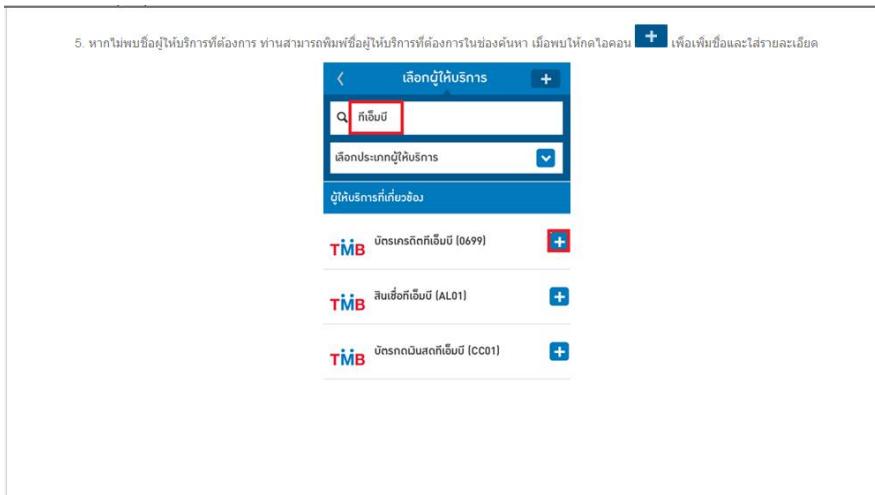 5. หากไม่พบชื่อผู้ให้บริการที่ต้องการ ท่านสามารถพิมพ์ชื่อผู้ให้บริการที่ต้องการในช่องค้นหา เมื่อพบให้กดไอคอน + เพื่อเพิ่มชื่อและใส่รายละเอียด
เลือกผู้ให้บริการ +
ทีเอ็มบี
เลือกประเภทผู้ให้บริการ
ผู้ให้บริการที่เกี่ยวข้อง
TMB บัตรเครดิตทีเอ็มบี (0699) +
TMB สินเชื่อทีเอ็มบี (AL01) +
TMB บัตรกดเงินสดทีเอ็มบี (CC01) +